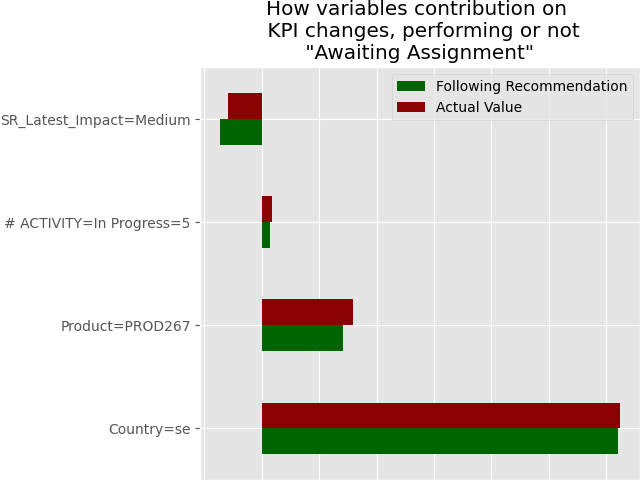 How variables contribution on
KPI changes, performing or not
"Awaiting Assignment"
Following Recommendation
Actual Value
SR_Latest_Impact=Medium
# ACTIVITY=In Progress=5
Product=PROD267
Country=se